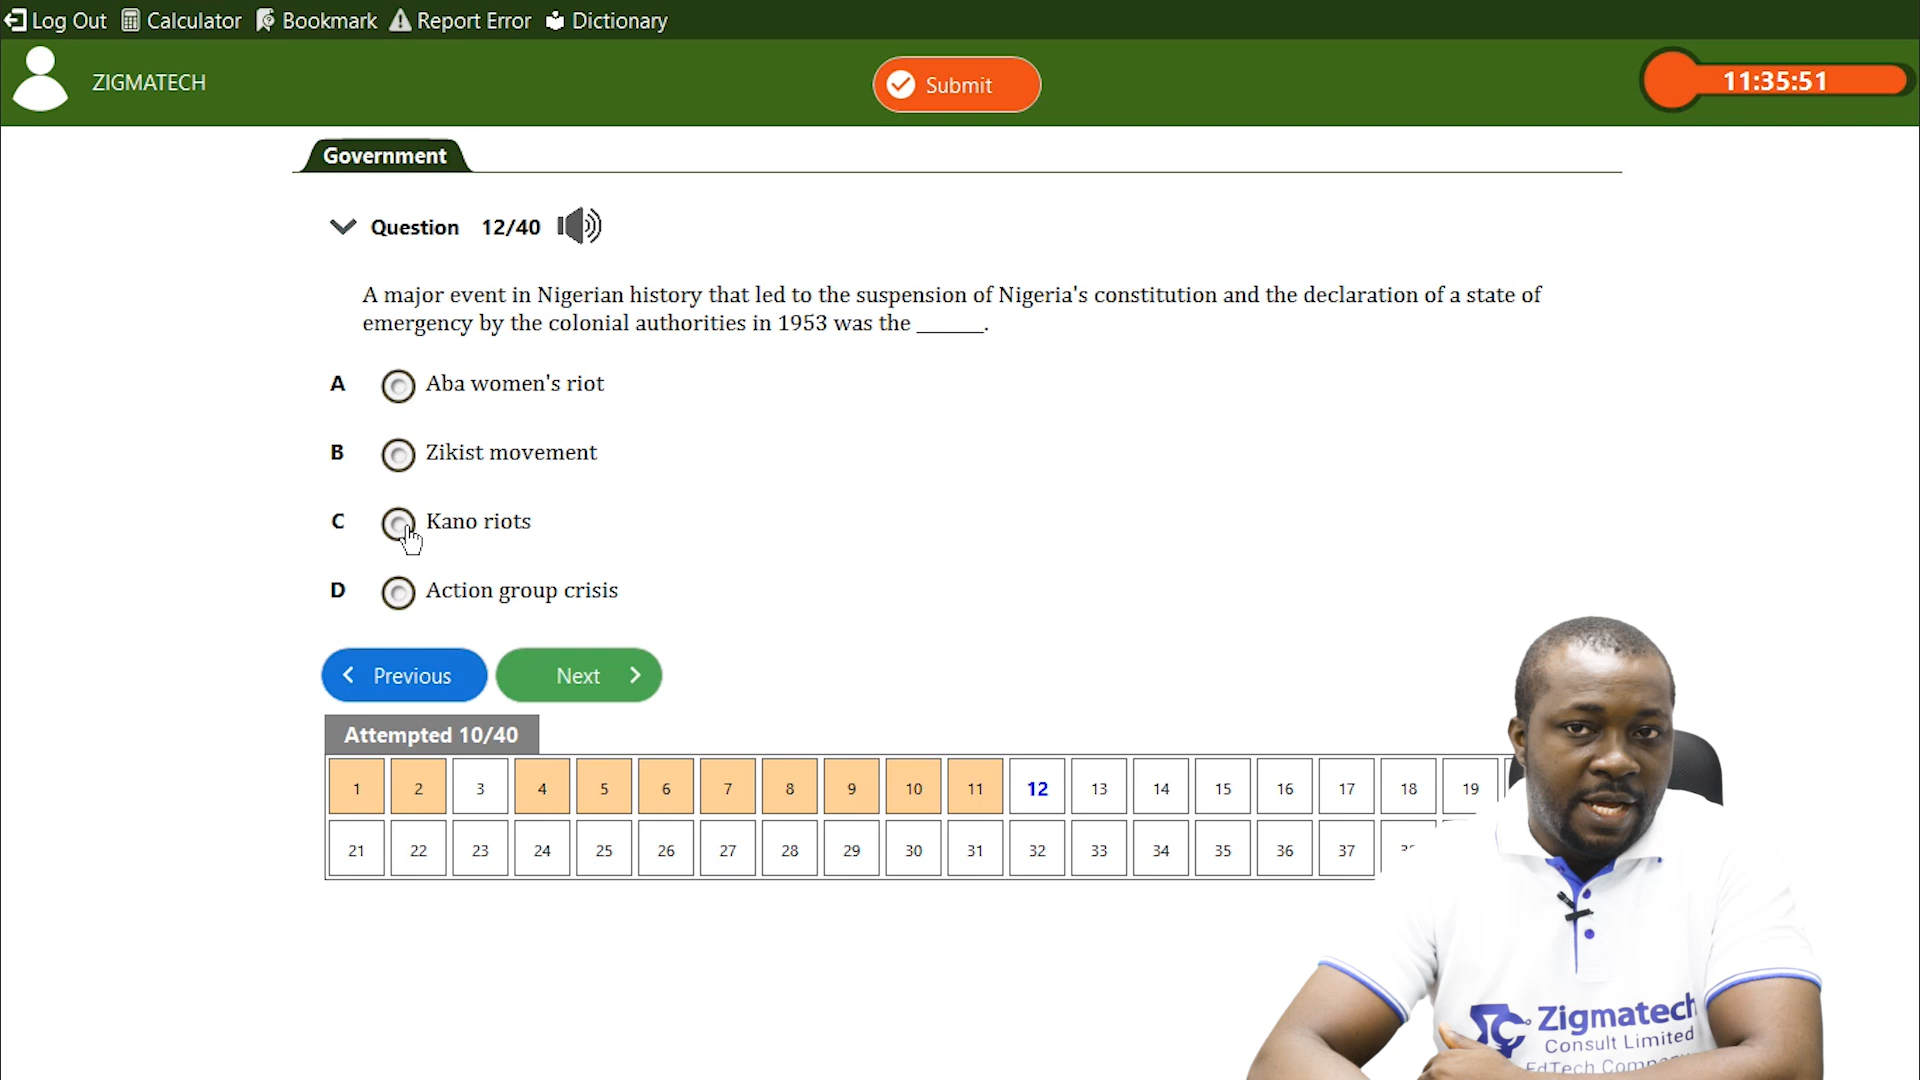 Log Out Calculator Bookmark Report Error Dictionary
ZIGMATECH
Submit
11:35:51
Government
Question 12/40
A major event in Nigerian history that led to the suspension of Nigeria's constitution and the declaration of a state of
emergency by the colonial authorities in 1953 was the ______.
A Aba women's riot
B Zikist movement
C Kano riots
D Action group crisis
Previous Next
Attempted 10/40
1 2 3 4 5 6 7 8 9 10 11 12 13 14 15 16 17 18 19
21 22 23 24 25 26 27 28 29 30 31 32 33 34 35 36 37
Zigmatech
Consult Limited
EdTech